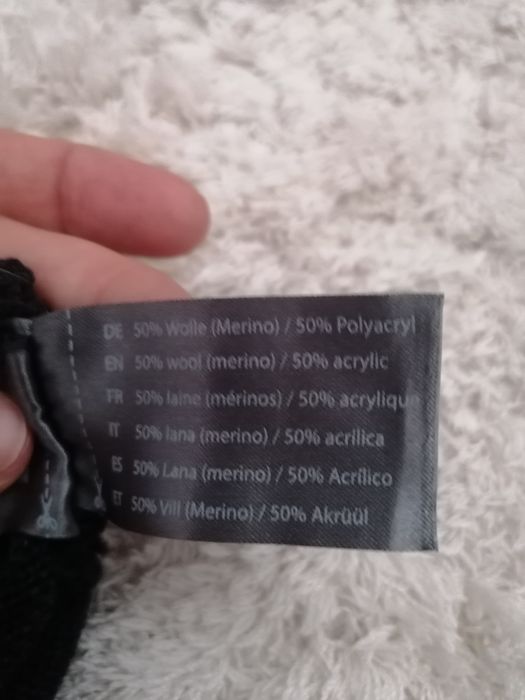 DE 50% Wolle (Merino) / 50% Polyacryl
EN 50% wool (merino) / 50% acrylic
FR 50% laine (mérinos) / 50% acrylique
IT 50% lana (merino) / 50% acrilica
ES 50% Lana (merino) / 50% Acrílico
ET 50% Vill (Merino) / 50% Akrüül